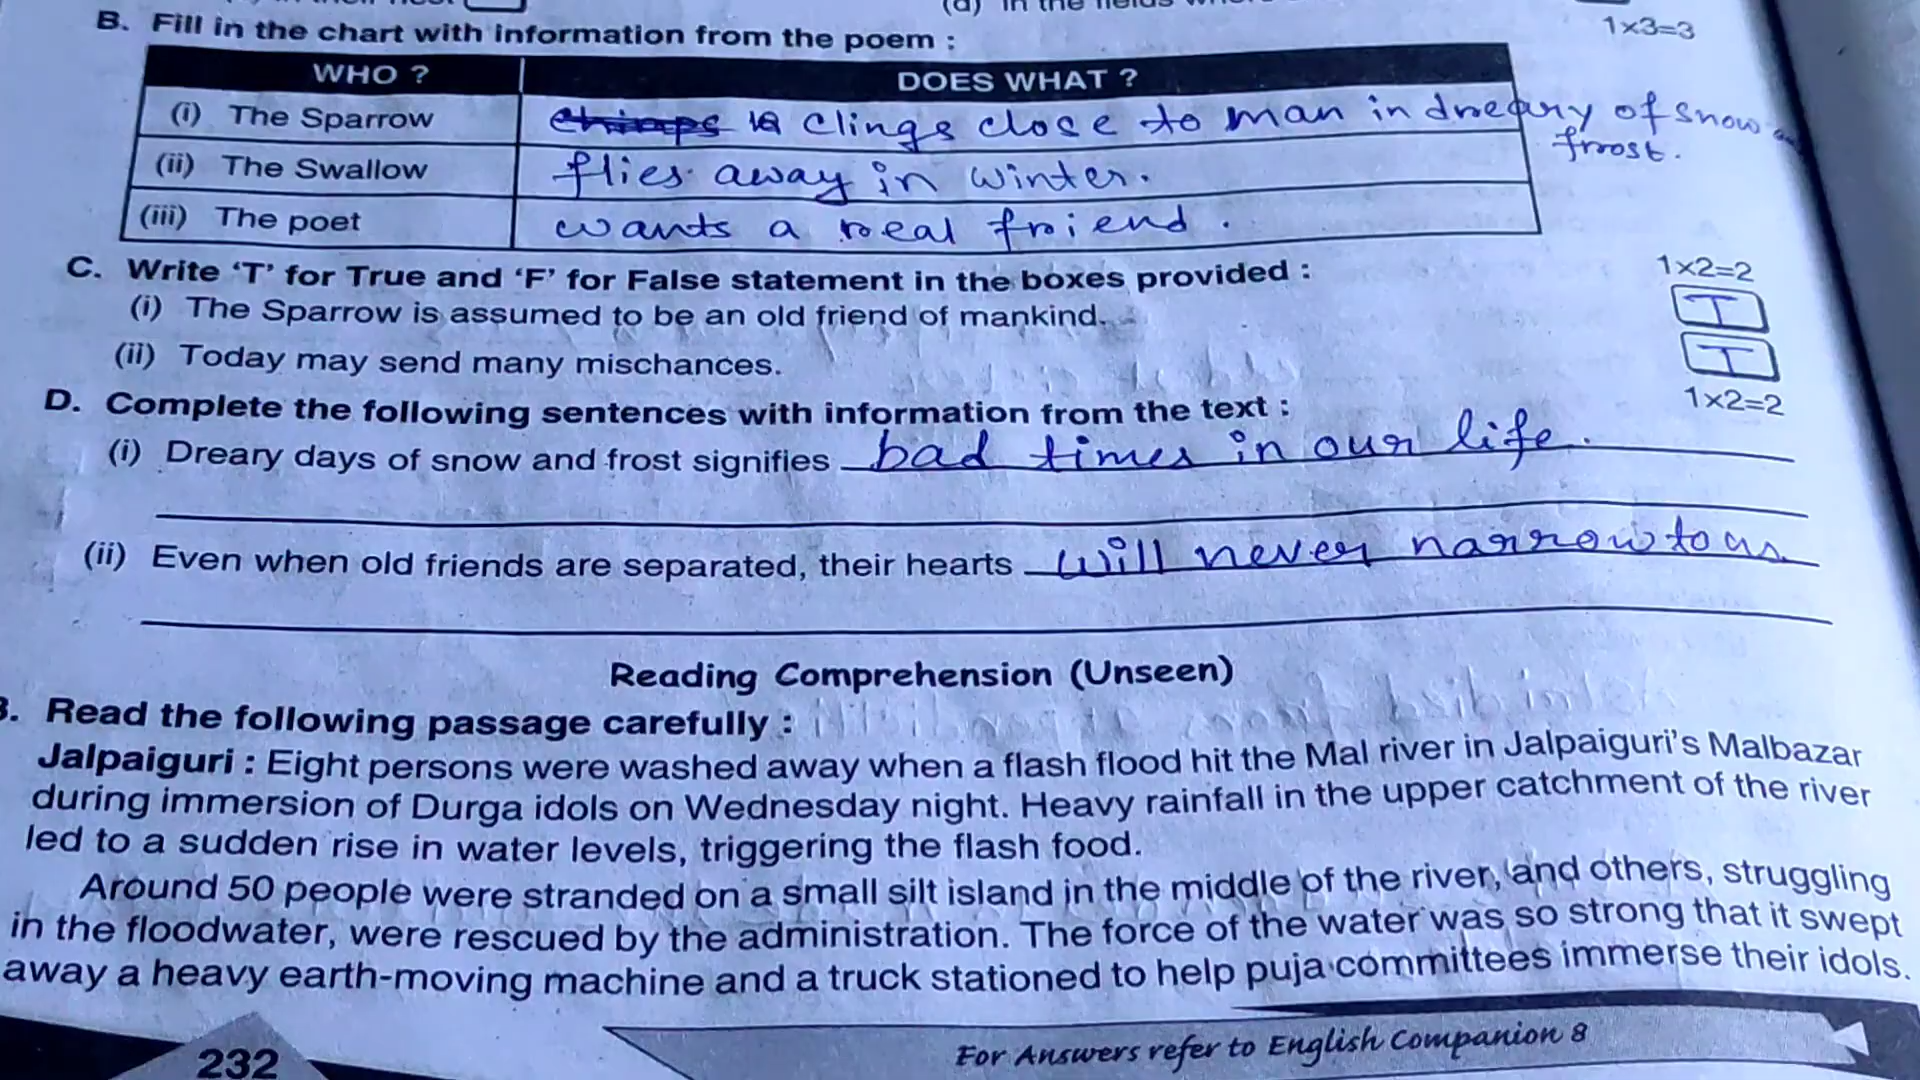 (d) in the fields
B. Fill in the chart with information from the poem :
1×3=3
WHO ? DOES WHAT ?
(i) The Sparrow clings close to man in dreary of snow
frost.
(ii) The Swallow flies away in winter.
(iii) The poet wants a real friend.
C. Write 'T' for True and 'F' for False statement in the boxes provided : 1×2=2
(i) The Sparrow is assumed to be an old friend of mankind. T
(ii) Today may send many mischances. T
D. Complete the following sentences with information from the text : 1×2=2
(i) Dreary days of snow and frost signifies bad times in our life.
(ii) Even when old friends are separated, their hearts will never narrow to us
Reading Comprehension (Unseen)
3. Read the following passage carefully :
Jalpaiguri : Eight persons were washed away when a flash flood hit the Mal river in Jalpaiguri's Malbazar
during immersion of Durga idols on Wednesday night. Heavy rainfall in the upper catchment of the river
led to a sudden rise in water levels, triggering the flash food.
Around 50 people were stranded on a small silt island in the middle of the river, and others, struggling
in the floodwater, were rescued by the administration. The force of the water was so strong that it swept
away a heavy earth-moving machine and a truck stationed to help puja committees immerse their idols.
232
For Answers refer to English Companion 8